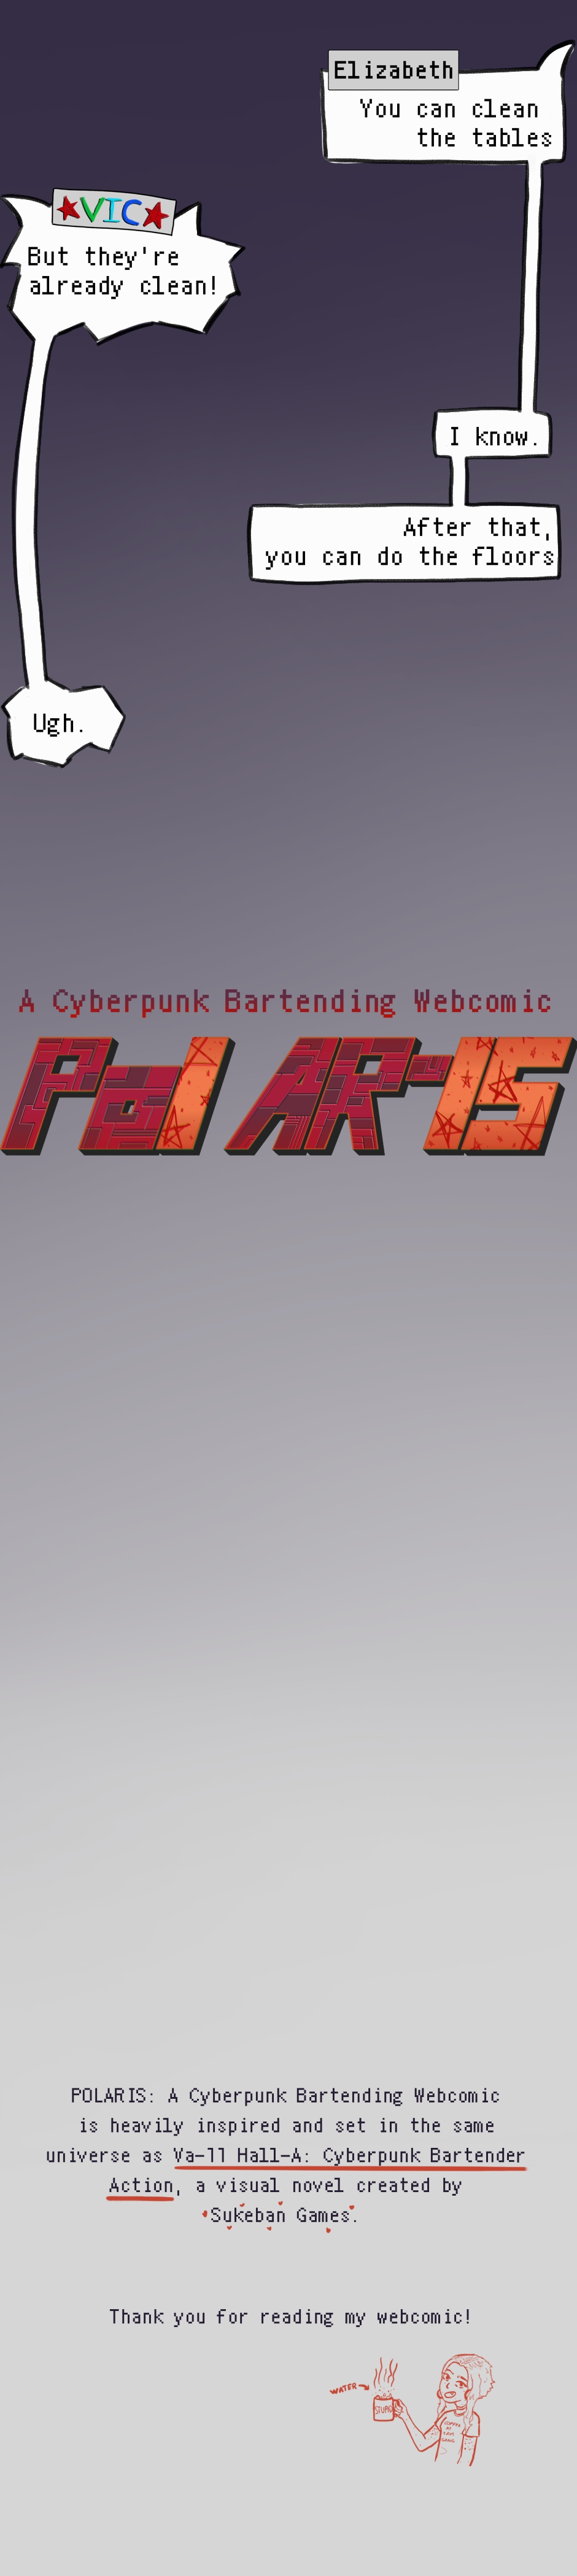 Elizabeth
You can clean
the tables
VIC
But they're
already clean!
I know.
After that,
you can do the floors
Ugh.
A Cyberpunk Bartending Webcomic
POLAR-IS
POLARIS: A Cyberpunk Bartending Webcomic
is heavily inspired and set in the same
universe as Va-11 Hall-A: Cyberpunk Bartender
Action, a visual novel created by
Sukeban Games.
Thank you for reading my webcomic!
WATER
STUPID